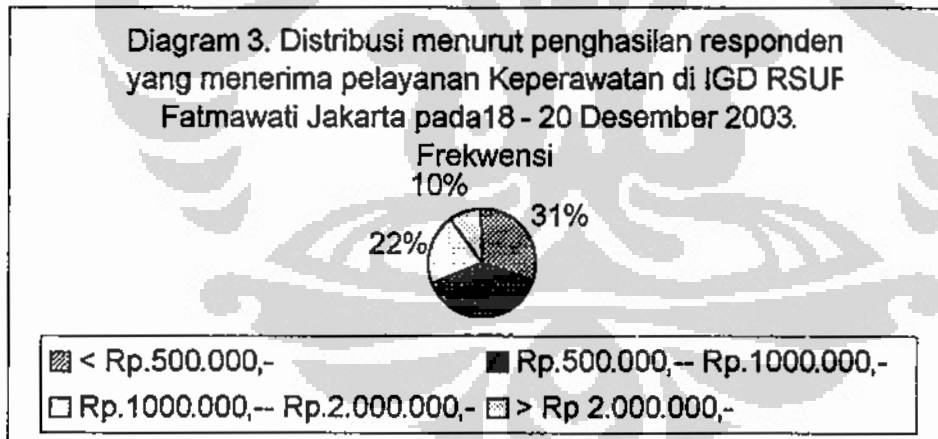 Diagram 3. Distribusi menurut penghasilan responden
yang menerima pelayanan Keperawatan di IGD RSUF
Fatmawati Jakarta pada18 - 20 Desember 2003.
Frekwensi
10%
31%
22%
< Rp.500.000,-
Rp.500.000,-- Rp.1000.000,-
Rp.1000.000,-- Rp.2.000.000,-
> Rp 2.000.000,-